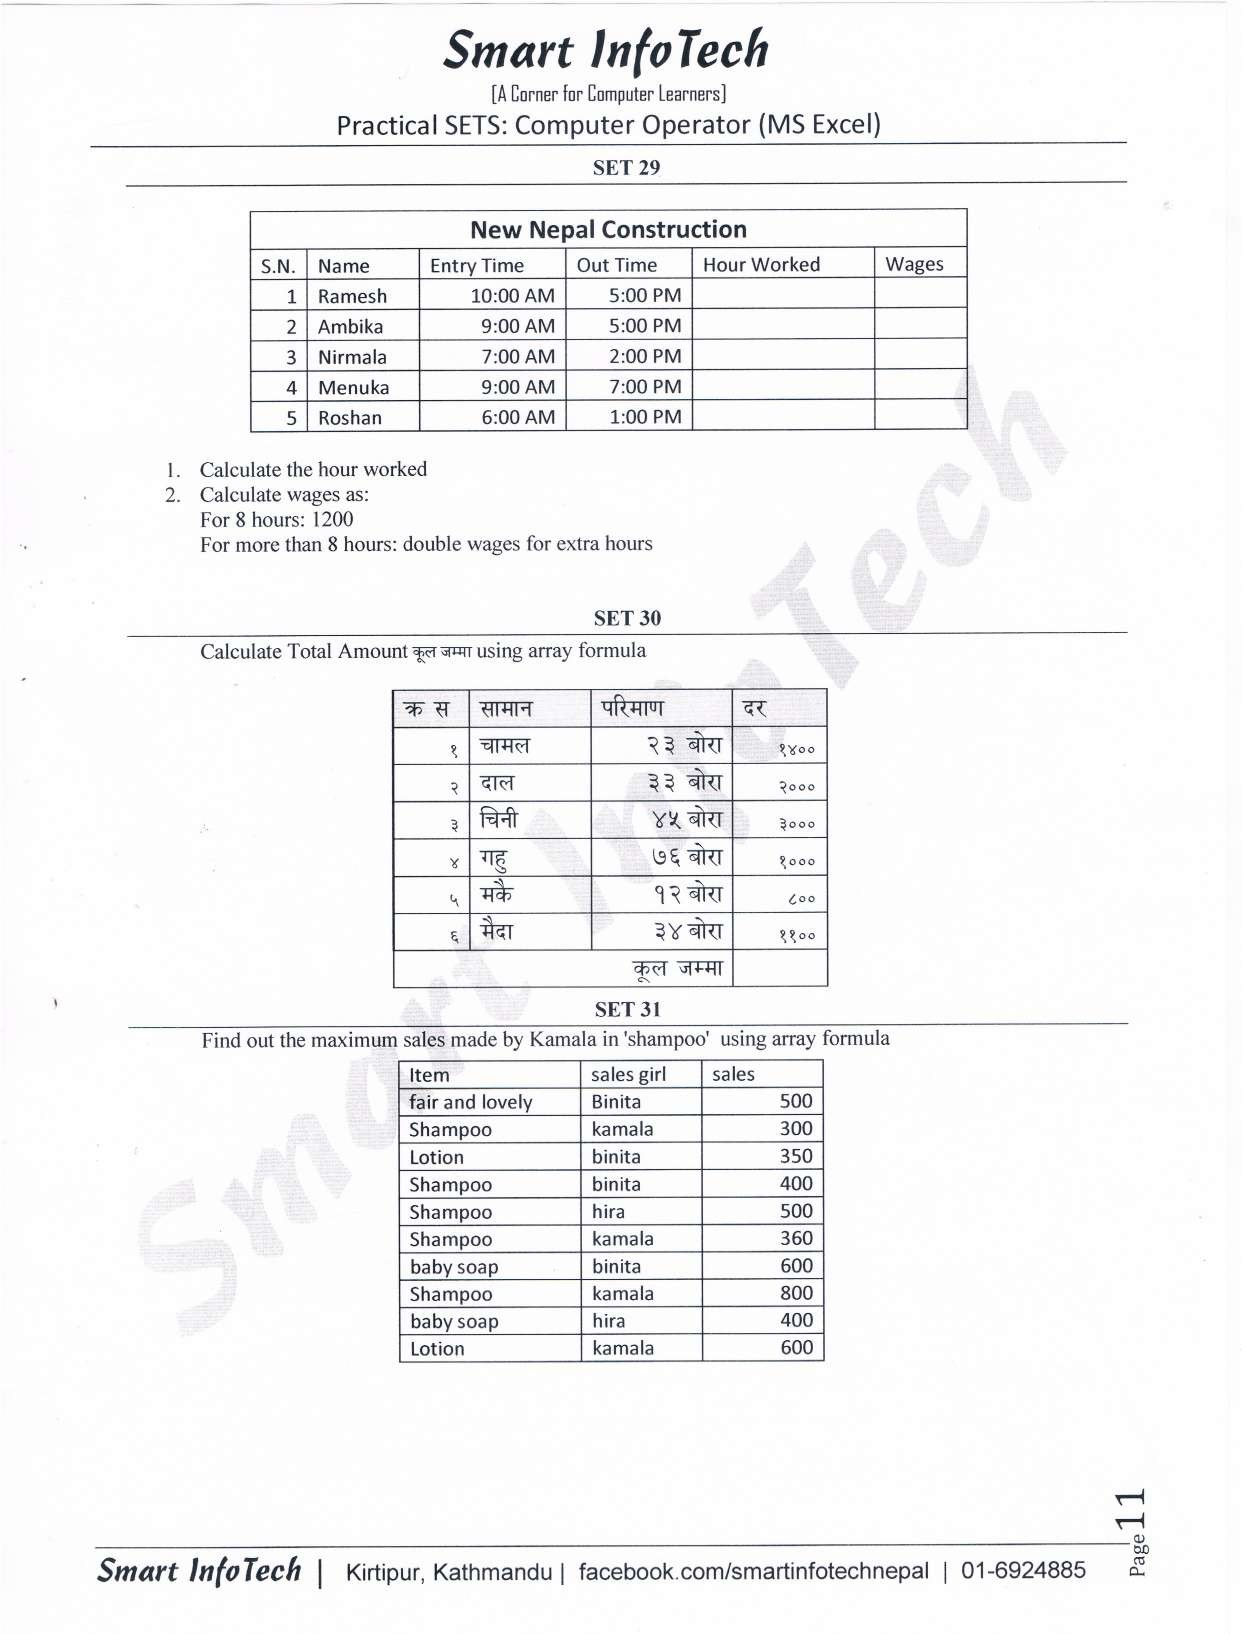 Smart InfoTech
[A Corner for Computer Learners]
Practical SETS: Computer Operator (MS Excel)
SET 29
New Nepal Construction
S.N. Name Entry Time Out Time Hour Worked Wages
1 Ramesh 10:00 AM 5:00 PM
2 Ambika 9:00 AM 5:00 PM
3 Nirmala 7:00 AM 2:00 PM
4 Menuka 9:00 AM 7:00 PM
5 Roshan 6:00 AM 1:00 PM
1. Calculate the hour worked
2. Calculate wages as:
For 8 hours: 1200
For more than 8 hours: double wages for extra hours
SET 30
Calculate Total Amount कूल जम्मा using array formula
क्र स सामान परिमाण दर
१ चामल २३ बोरा १४००
२ दाल ३३ बोरा २०००
३ चिनी ४५ बोरा ३०००
४ गहु ७६ बोरा १०००
५ मकै १२ बोरा ८००
६ मैदा ३४ बोरा ११००
कूल जम्मा
SET 31
Find out the maximum sales made by Kamala in 'shampoo' using array formula
Item sales girl sales
fair and lovely Binita 500
Shampoo kamala 300
Lotion binita 350
Shampoo binita 400
Shampoo hira 500
Shampoo kamala 360
baby soap binita 600
Shampoo kamala 800
baby soap hira 400
Lotion kamala 600
Smart InfoTech
Page 11
Smart InfoTech | Kirtipur, Kathmandu | facebook.com/smartinfotechnepal | 01-6924885